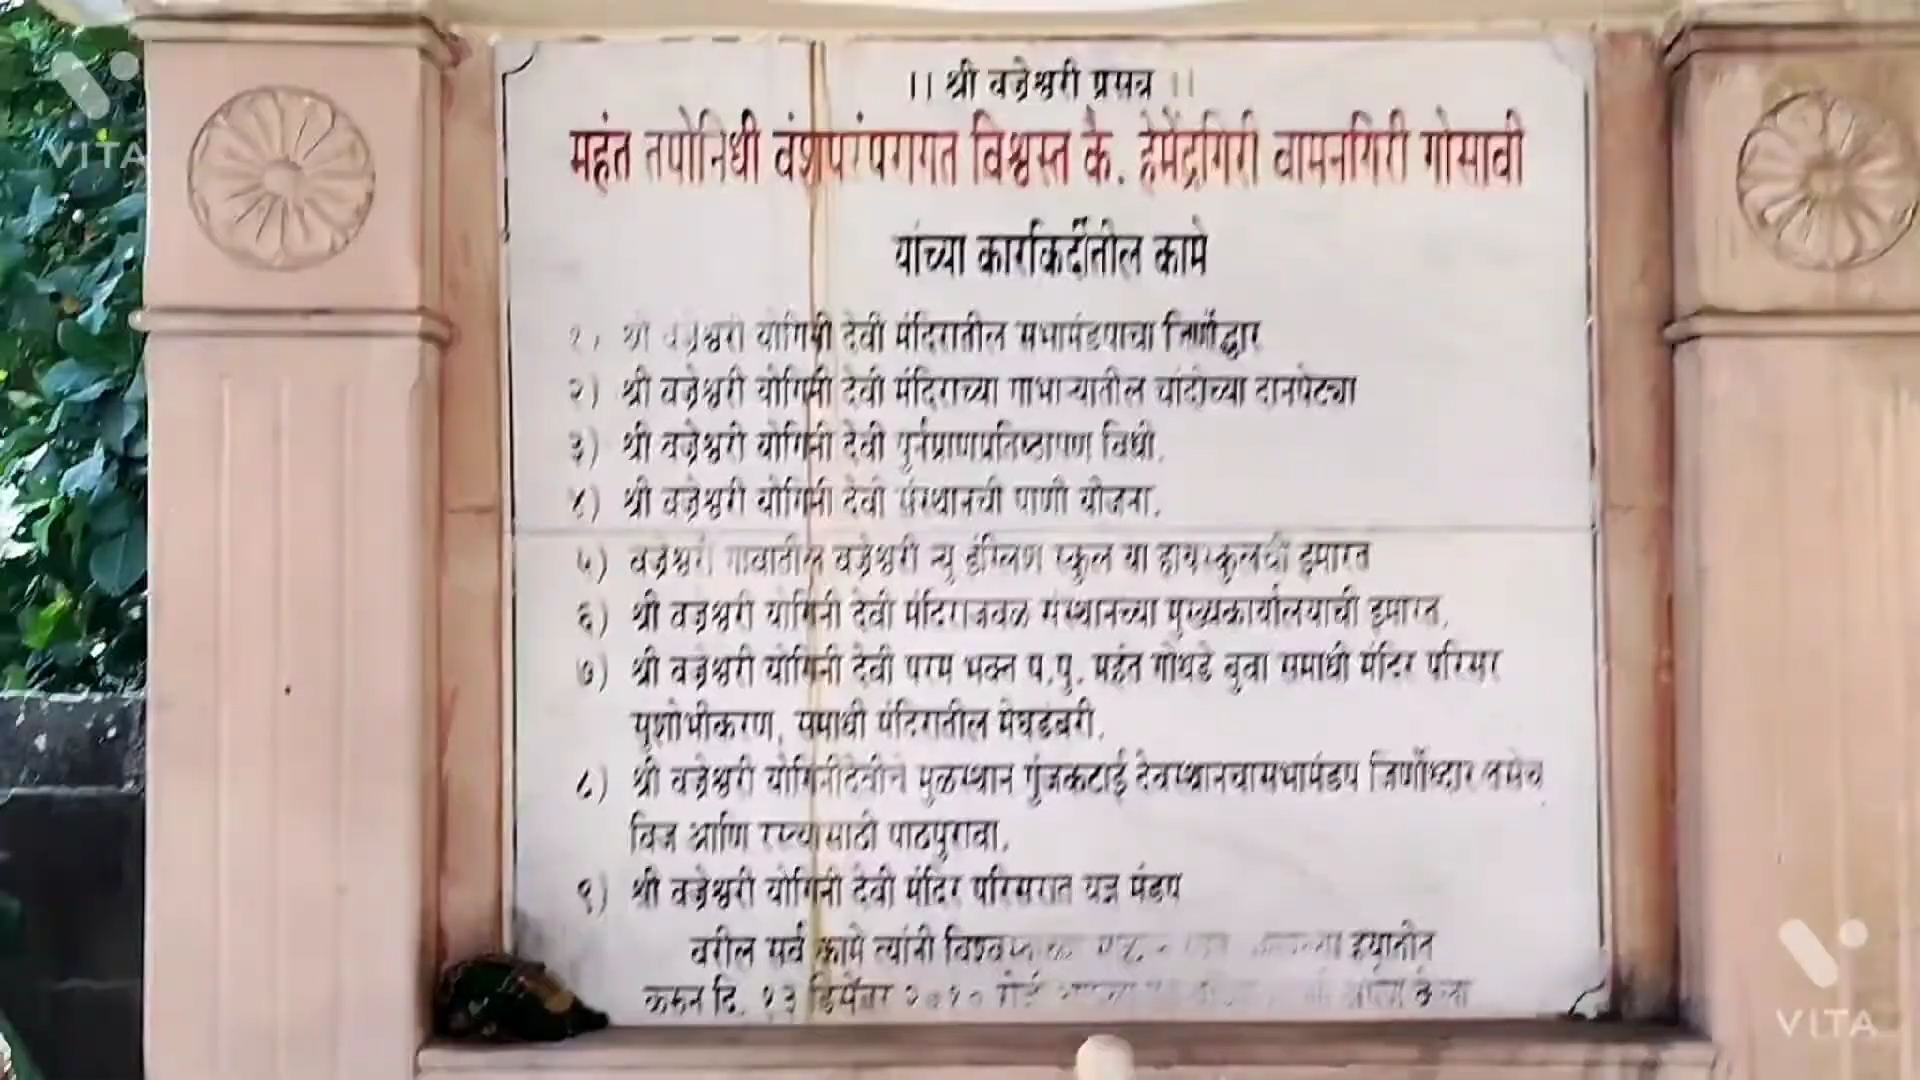 ।। श्री वज्रेश्वरी प्रसन्न ।।
महंत तपोनिधी वंशपरंपरागत विश्वस्त कै. हेमेंद्रगिरी वामनगिरी गोसावी
यांच्या कार्राकर्दीतील कामे
१) श्री वज्रेश्वरी योगिनी देवी मंदिरातील सभामंडपाचा जिर्णोद्धार
२) श्री वज्रेश्वरी योगिनी देवी मंदिराच्या गाभाऱ्यातील चांदीच्या दानपेट्या
३) श्री वज्रेश्वरी योगिनी देवी पुर्नप्राणप्रतिष्ठापण विधी.
४) श्री वज्रेश्वरी योगिनी देवी संस्थानची पाणी योजना.
५) वज्रेश्वरी गावातील वज्रेश्वरी न्यु इंग्लिश स्कुल या हायस्कुलची इमारत
६) श्री वज्रेश्वरी योगिनी देवी मंदिराजवळ संस्थानच्या मुख्यकार्यालयाची इमारत.
७) श्री वज्रेश्वरी योगिनी देवी परम भक्त प.पु. महंत गोधडे बुवा समाधी मंदिर परिसर
सुशोभीकरण, समाधी मंदिरातील मेघडंबरी.
८) श्री वज्रेश्वरी योगिनीदेवीचे मुळस्थान गुंजकटाई देवस्थानचासभामंडप जिर्णोध्दार तसेच
विज आणि रस्त्यासाठी पाठपुरावा.
९) श्री वज्रेश्वरी योगिनी देवी मंदिर परिसरात यज्ञ मंडप
वरील सर्व कामे त्यांनी हयातीत
करुन दि. १३ डिसेंबर २०१० रोजी केला
VITA
VITA